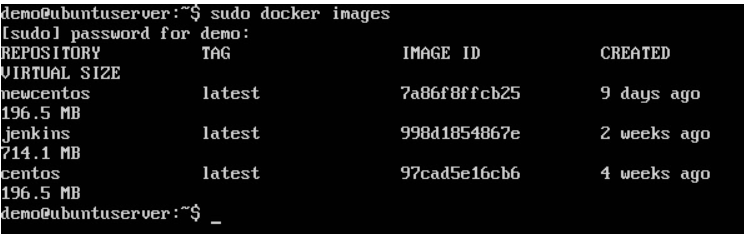 demo@ubuntuserver:~$ sudo docker images
[sudo] password for demo:
REPOSITORY TAG IMAGE ID CREATED
VIRTUAL SIZE
newcentos latest 7a86f8ffcb25 9 days ago
196.5 MB
jenkins latest 998d1854867e 2 weeks ago
714.1 MB
centos latest 97cad5e16cb6 4 weeks ago
196.5 MB
demo@ubuntuserver:~$ _